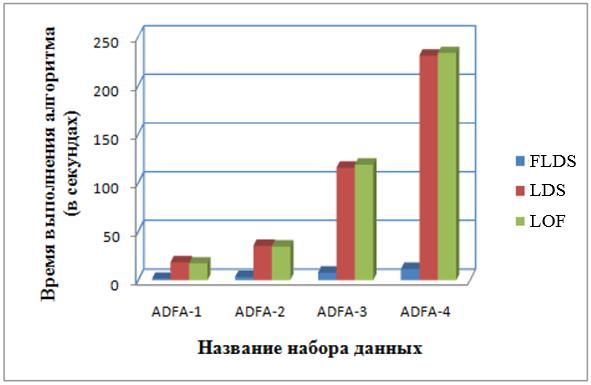 Время выполнения алгоритма
(в секундах)
250
200
150
100
50
0
ADFA-1 ADFA-2 ADFA-3 ADFA-4
Название набора данных
FLDS
LDS
LOF